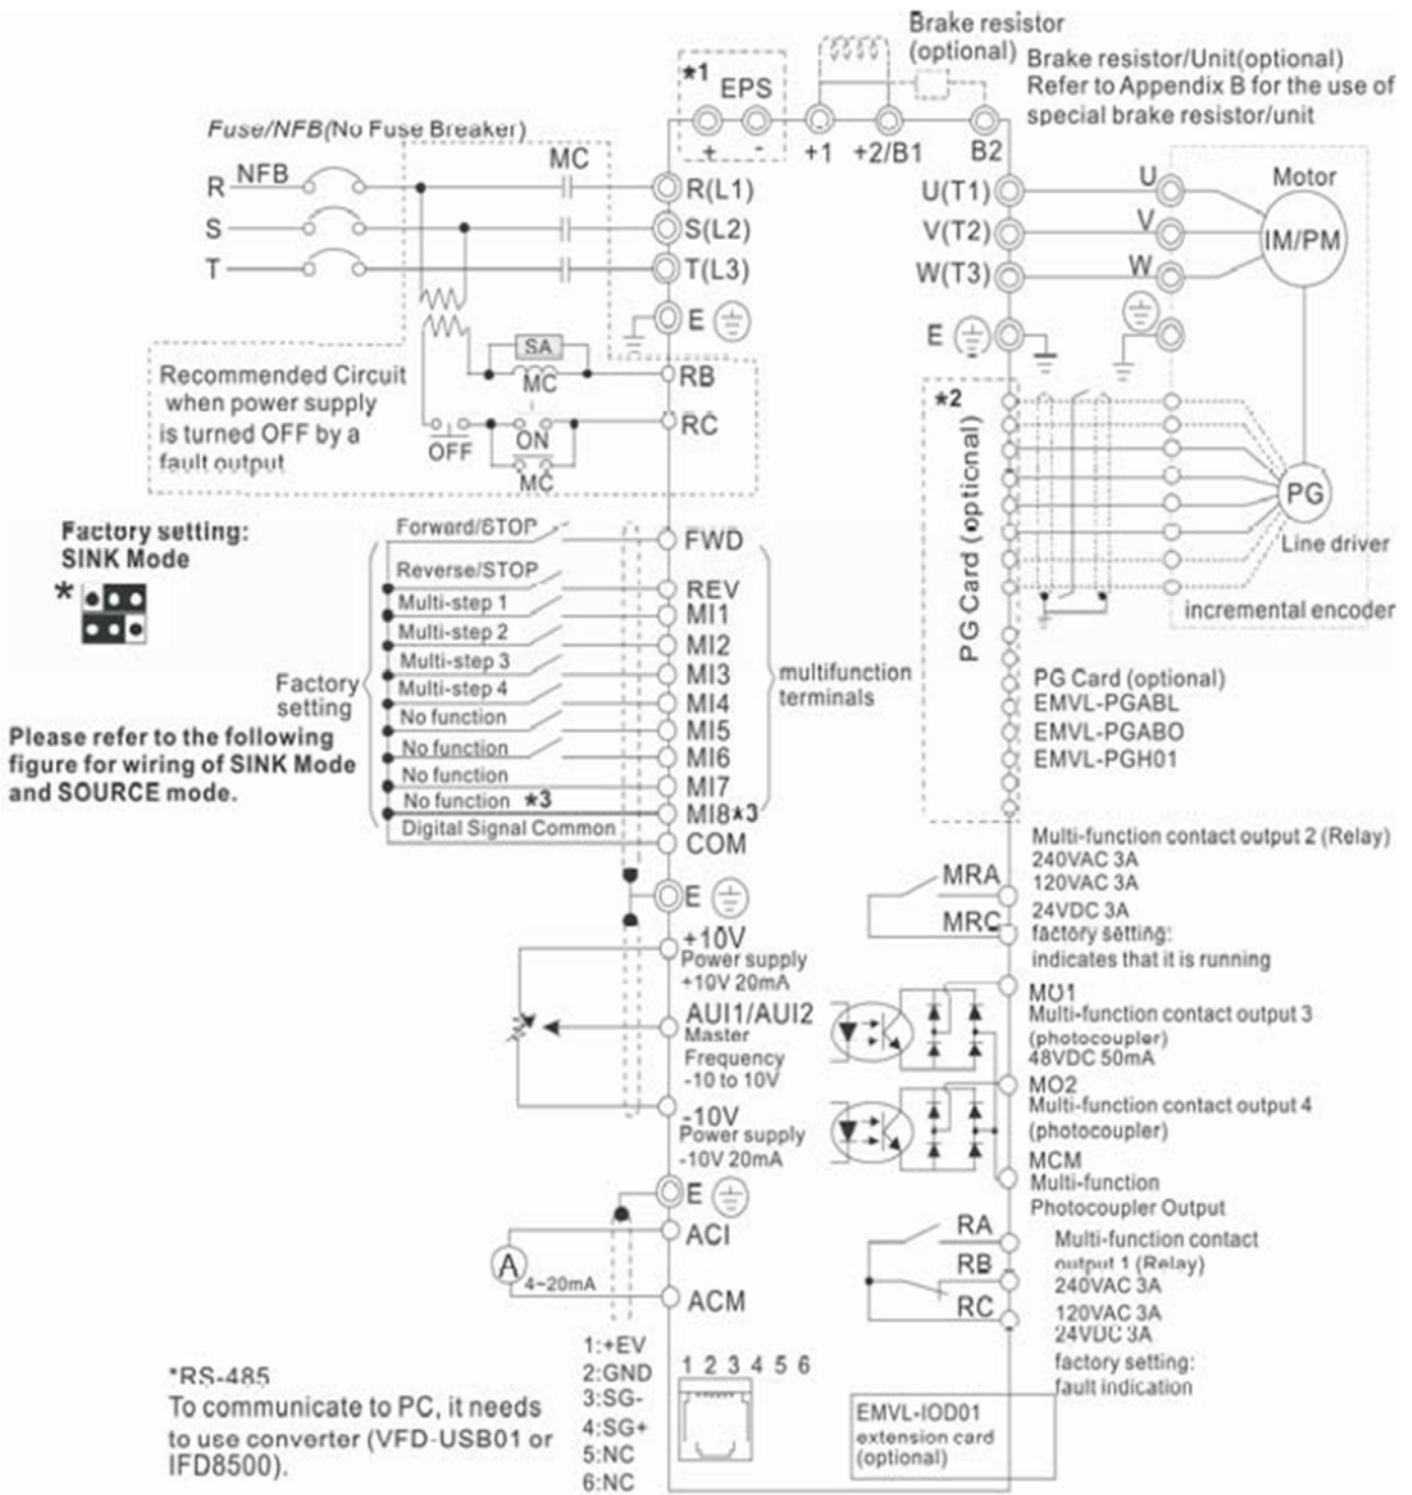 Brake resistor
(optional)
Brake resistor/Unit(optional)
Refer to Appendix B for the use of
special brake resistor/unit
*1
EPS
+ -
+1 +2/B1 B2
Fuse/NFB(No Fuse Breaker)
MC
R NFB
S
T
R(L1)
S(L2)
T(L3)
E
U(T1)
V(T2)
W(T3)
E
U
V
W
Motor
IM/PM
SA
MC
RB
RC
OFF
ON
MC
Recommended Circuit
when power supply
is turned OFF by a
fault output
*2
PG Card (optional)
PG
Line driver
incremental encoder
Factory setting:
SINK Mode
*
Please refer to the following
figure for wiring of SINK Mode
and SOURCE mode.
Factory
setting
Forward/STOP
Reverse/STOP
Multi-step 1
Multi-step 2
Multi-step 3
Multi-step 4
No function
No function
No function
No function *3
Digital Signal Common
FWD
REV
MI1
MI2
MI3
MI4
MI5
MI6
MI7
MI8*3
COM
multifunction
terminals
PG Card (optional)
EMVL-PGABL
EMVL-PGABO
EMVL-PGH01
E
+10V
Power supply
+10V 20mA
AUI1/AUI2
Master
Frequency
-10 to 10V
-10V
Power supply
-10V 20mA
E
ACI
A
4~20mA
ACM
MRA
MRC
Multi-function contact output 2 (Relay)
240VAC 3A
120VAC 3A
24VDC 3A
factory setting:
indicates that it is running
MO1
Multi-function contact output 3
(photocoupler)
48VDC 50mA
MO2
Multi-function contact output 4
(photocoupler)
MCM
Multi-function
Photocoupler Output
RA
RB
RC
Multi-function contact
output 1 (Relay)
240VAC 3A
120VAC 3A
24VDC 3A
factory setting:
fault indication
*RS-485
To communicate to PC, it needs
to use converter (VFD-USB01 or
IFD8500).
1:+EV
2:GND
3:SG-
4:SG+
5:NC
6:NC
1 2 3 4 5 6
EMVL-IOD01
extension card
(optional)